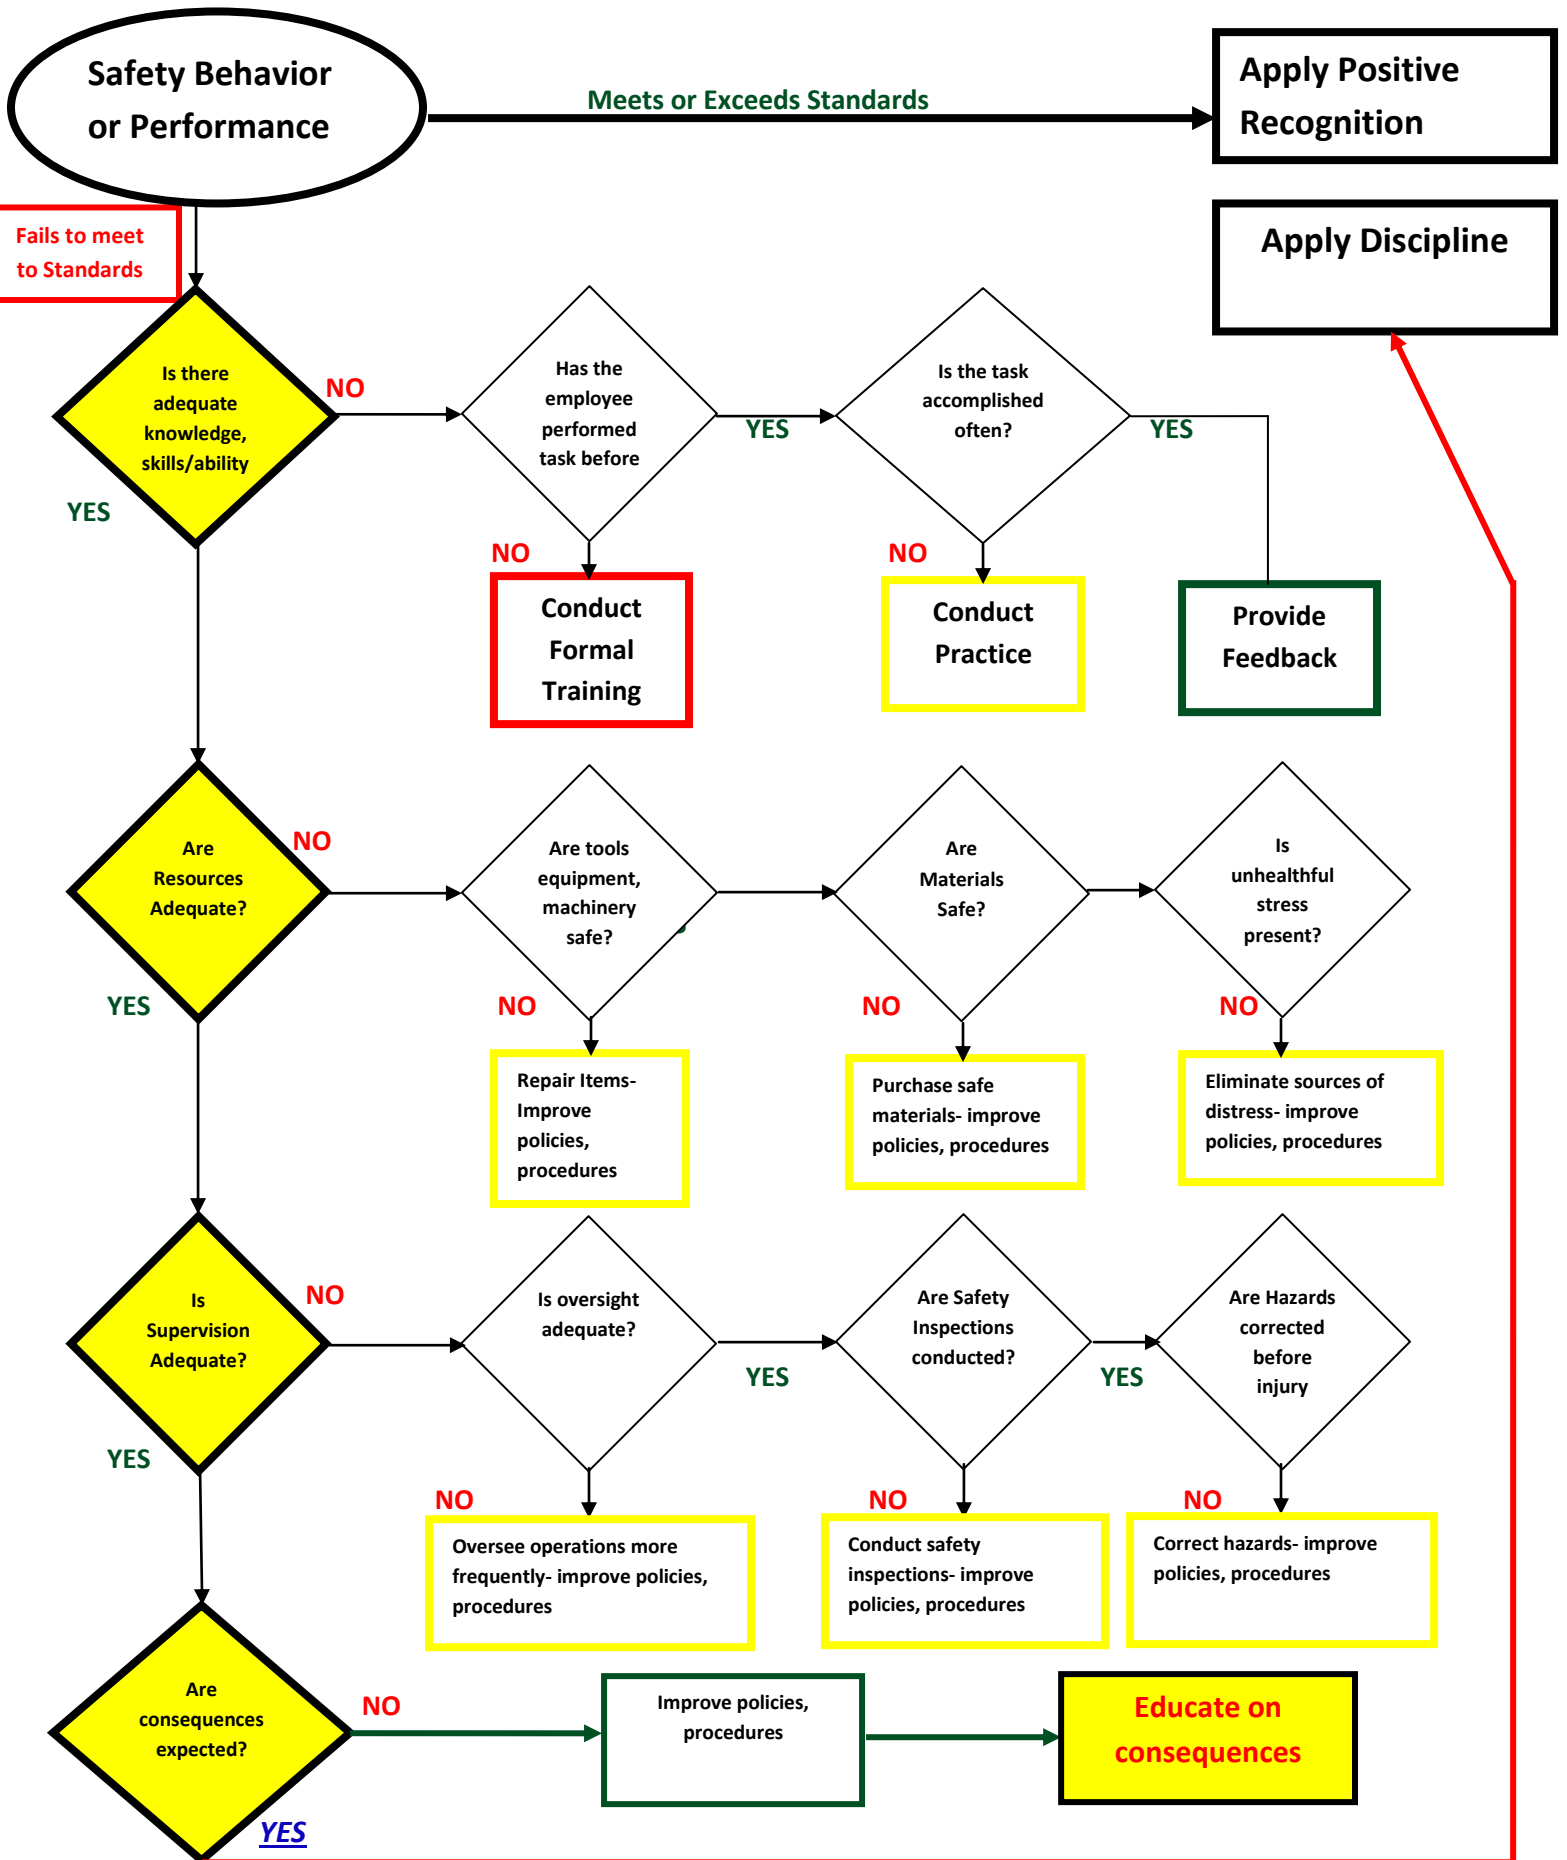 Safety Behavior
or Performance
Meets or Exceeds Standards
Apply Positive
Recognition
Fails to meet
to Standards
Apply Discipline
Is there
adequate
knowledge,
skills/ability
NO
YES
Has the
employee
performed
task before
YES
Is the task
accomplished
often?
YES
NO
Conduct
Formal
Training
NO
Conduct
Practice
Provide
Feedback
Are
Resources
Adequate?
NO
YES
Are tools
equipment,
machinery
safe?
Are
Materials
Safe?
Is
unhealthful
stress
present?
NO
Repair Items-
Improve
policies,
procedures
NO
Purchase safe
materials- improve
policies, procedures
NO
Eliminate sources of
distress- improve
policies, procedures
Is
Supervision
Adequate?
NO
YES
Is oversight
adequate?
YES
Are Safety
Inspections
conducted?
YES
Are Hazards
corrected
before
injury
NO
Oversee operations more
frequently- improve policies,
procedures
NO
Conduct safety
inspections- improve
policies, procedures
NO
Correct hazards- improve
policies, procedures
Are
consequences
expected?
NO
YES
Improve policies,
procedures
Educate on
consequences